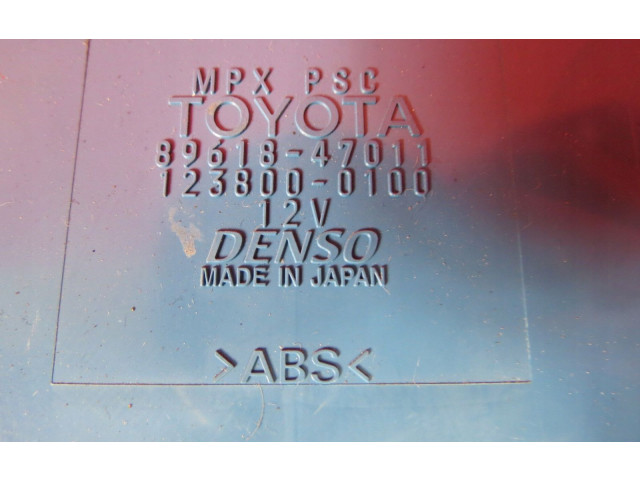 MPX PSC
TOYOTA
89618-47011
123800-0100
12V
DENSO
MADE IN JAPAN
>ABS<